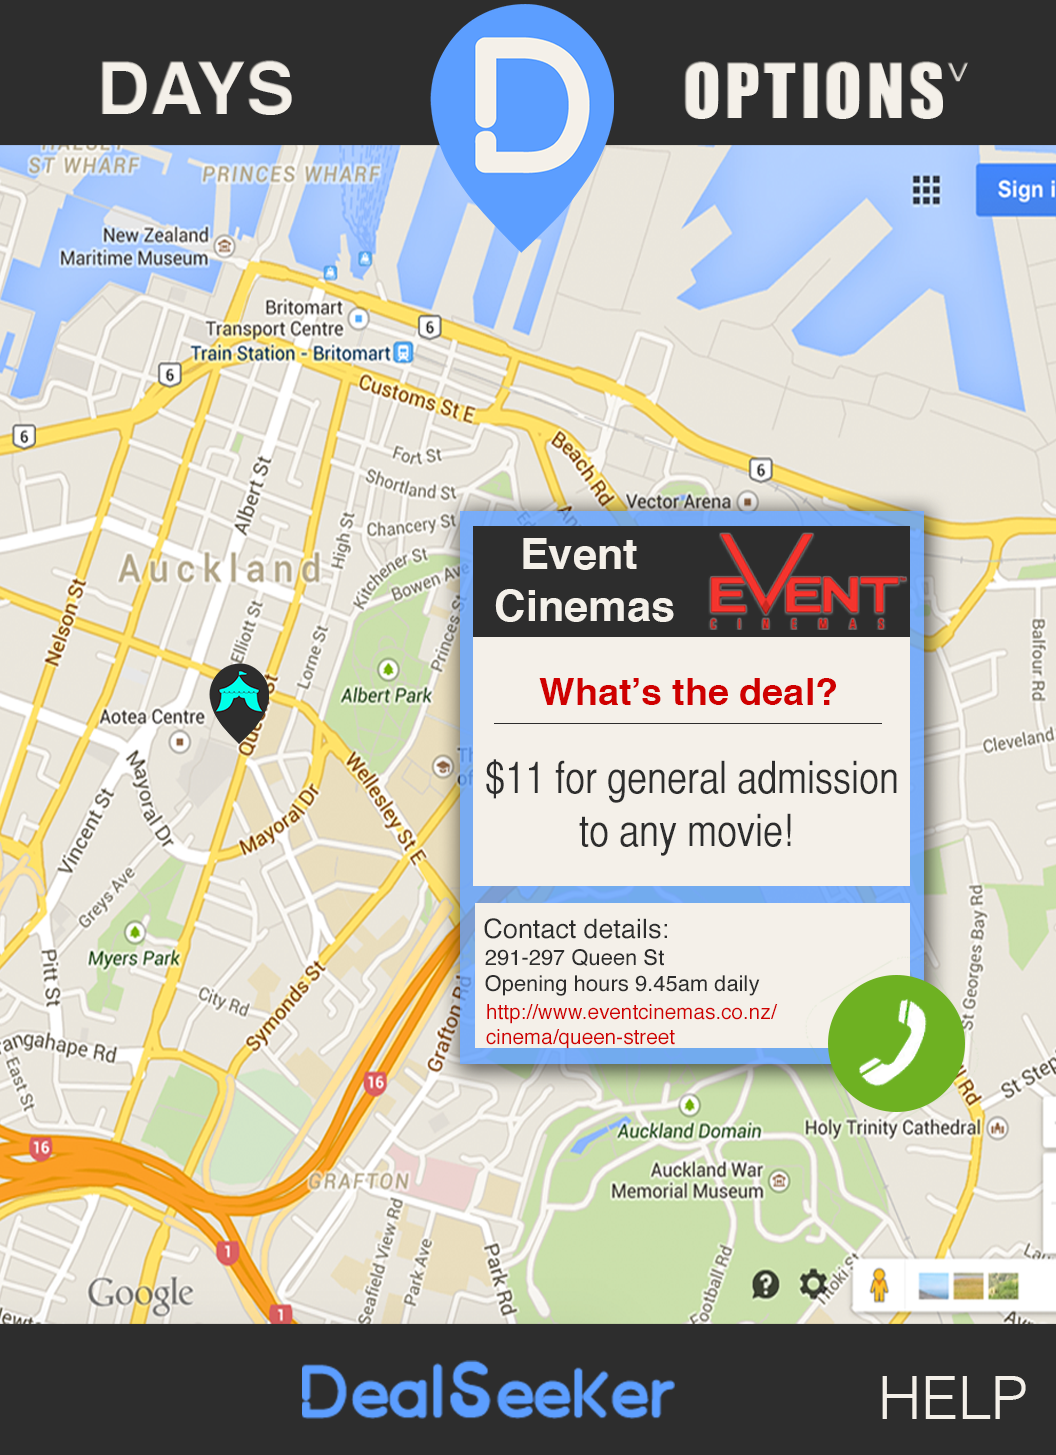 DAYS
D
OPTIONS
ST WHARF
PRINCES WHARF
Sign i
New Zealand
Maritime Museum
Britomart
Transport Centre
Train Station - Britomart
6
6
6
6
Customs St E
Beach Rd
Fort St
Shortland St
Vector Arena
Albert St
High St
Chancery St
Auckland
Kitchener St
Bowen Ave
Princes St
Nelson St
Elliott St
Lorne St
Albert Park
Aotea Centre
Balfour Rd
Cleveland
Event
Cinemas
EVENT
CINEMAS
What's the deal?
$11 for general admission
to any movie!
Contact details:
291-297 Queen St
Opening hours 9.45am daily
http://www.eventcinemas.co.nz/
cinema/queen-street
Mayoral Dr
Mayoral Dr
Wellesley St E
Vincent St
Greys Ave
Myers Park
Pitt St
City Rd
Symonds St
Grafton Rd
St Georges Bay Rd
angahape Rd
East St
16
16
St Step
Auckland Domain
Holy Trinity Cathedral
Auckland War
Memorial Museum
GRAFTON
Seafield View Rd
Park Ave
Park Rd
Football Rd
1
1
Google
DealSeeker
HELP